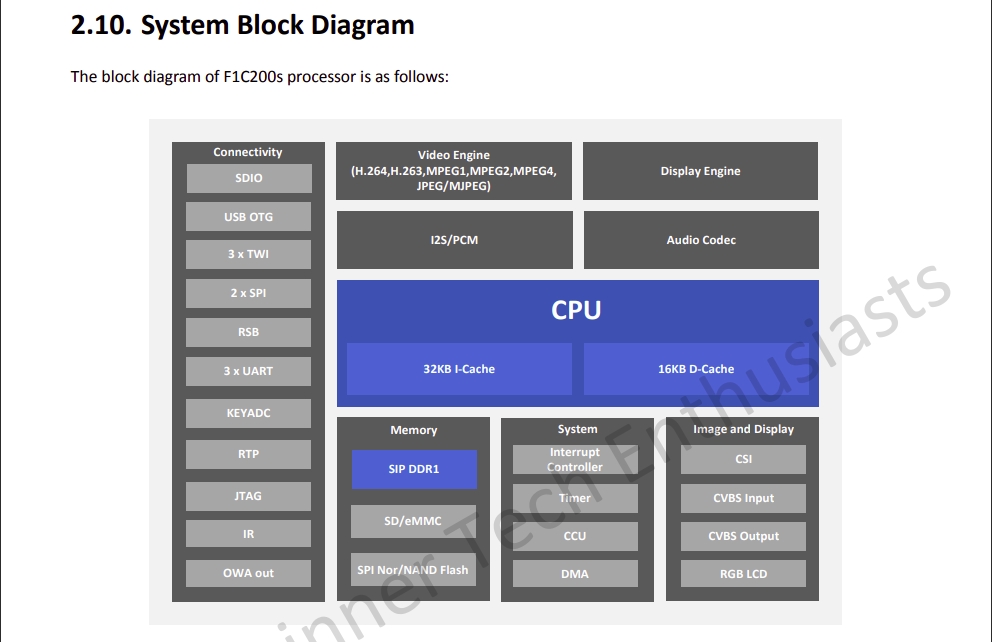 2.10. System Block Diagram
The block diagram of F1C200s processor is as follows:
Connectivity
SDIO
USB OTG
3 x TWI
2 x SPI
RSB
3 x UART
KEYADC
RTP
JTAG
IR
OWA out
Video Engine
(H.264,H.263,MPEG1,MPEG2,MPEG4,
JPEG/MJPEG)
Display Engine
I2S/PCM
Audio Codec
CPU
32KB I-Cache
16KB D-Cache
Memory
SIP DDR1
SD/eMMC
SPI Nor/NAND Flash
System
Interrupt
Controller
Timer
CCU
DMA
Image and Display
CSI
CVBS Input
CVBS Output
RGB LCD
Tech Enthusiasts